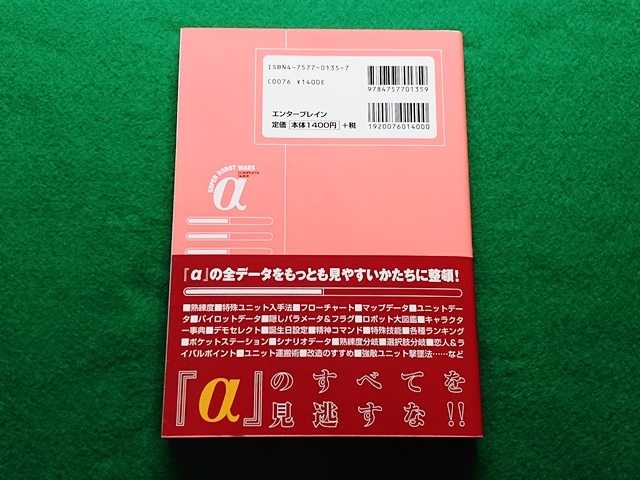 ISBN4-7577-0135-7
C0076 ¥1400E
9784757701359
エンターブレイン
定価 本体1400円 +税
1920076014000
SUPER ROBOT WARS
COMPLETE
GUIDE
α
『α』の全データをもっとも見やすいかたちに整頓!
■熟練度■特殊ユニット入手法■フローチャート■マップデータ■ユニットデー
タ■パイロットデータ■隠しパラメータ&フラグ■ロボット大図鑑■キャラクタ
ー事典■デモセレクト■誕生日設定■精神コマンド■特殊技能■各種ランキング
■ポケットステーション■シナリオデータ■熟練度分岐■選択肢分岐■恋人&ラ
イバルポイント■ユニット運搬術■改造のすすめ■強敵ユニット撃墜法……など
『α』のすべてを
見逃すな!!